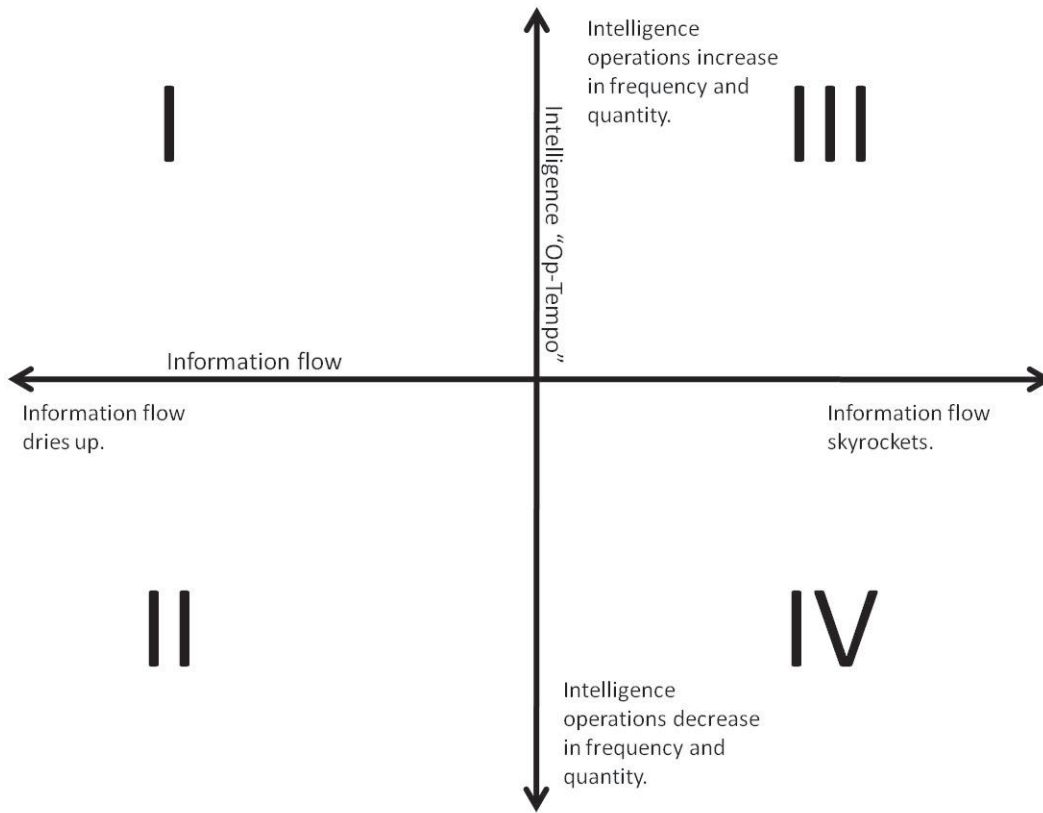 Intelligence
operations increase
in frequency and
quantity.
I
III
Intelligence “Op-Tempo”
Information flow
Information flow
dries up.
Information flow
skyrockets.
II
IV
Intelligence
operations decrease
in frequency and
quantity.